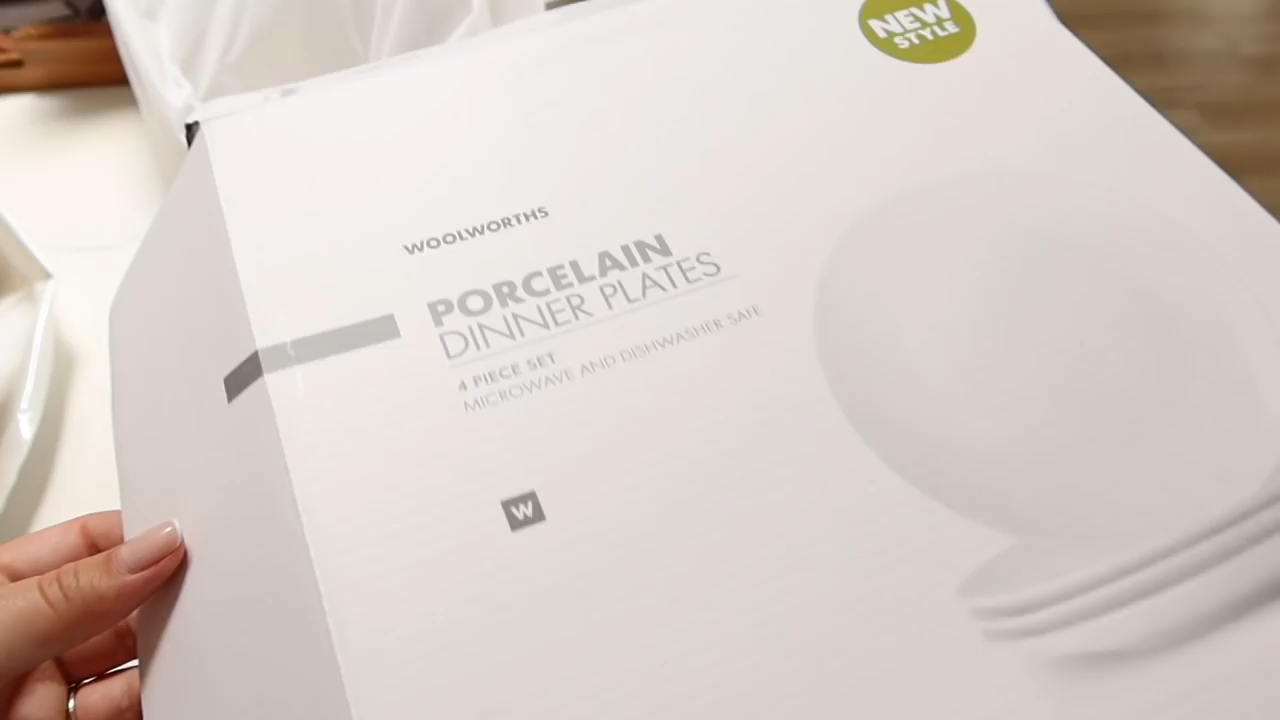 NEW
STYLE
WOOLWORTHS
PORCELAIN
DINNER PLATES
4 PIECE SET
MICROWAVE AND DISHWASHER SAFE
W